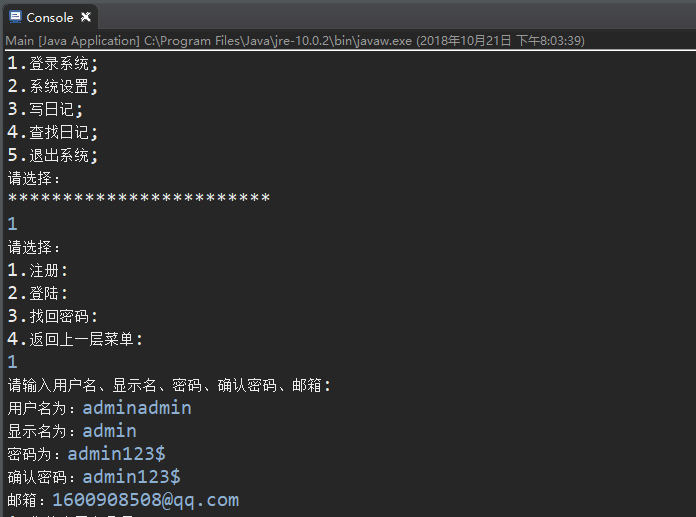 Console
Main [Java Application] C:\Program Files\Java\jre-10.0.2\bin\javaw.exe (2018年10月21日 下午8:03:39)
1.登录系统;
2.系统设置;
3.写日记;
4.查找日记;
5.退出系统;
请选择:
************************
1
请选择:
1.注册:
2.登陆:
3.找回密码:
4.返回上一层菜单:
1
请输入用户名、显示名、密码、确认密码、邮箱:
用户名为: adminadmin
显示名为: admin
密码为: admin123$
确认密码: admin123$
邮箱: 1600908508@qq.com